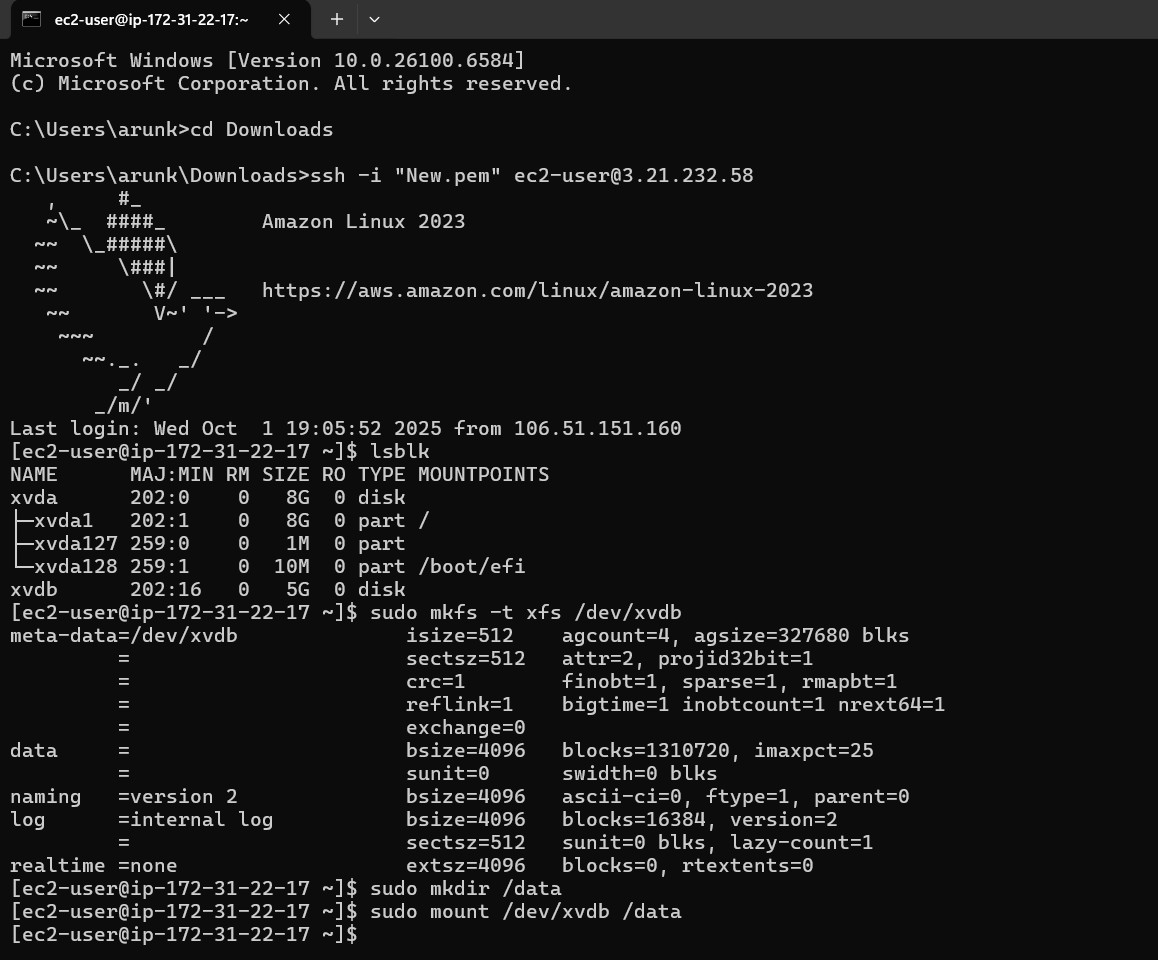 ec2-user@ip-172-31-22-17:~
Microsoft Windows [Version 10.0.26100.6584]
(c) Microsoft Corporation. All rights reserved.

C:\Users\arunk>cd Downloads

C:\Users\arunk\Downloads>ssh -i "New.pem" ec2-user@3.21.232.58
   ,     #_
   ~\_  ####_        Amazon Linux 2023
  ~~  \_#####\
  ~~     \###|
  ~~       \#/ ___   https://aws.amazon.com/linux/amazon-linux-2023
   ~~       V~' '->
    ~~~         /
      ~~._.   _/
         _/ _/
       _/m/'
Last login: Wed Oct  1 19:05:52 2025 from 106.51.151.160
[ec2-user@ip-172-31-22-17 ~]$ lsblk
NAME      MAJ:MIN RM SIZE RO TYPE MOUNTPOINTS
xvda      202:0    0   8G  0 disk
├─xvda1   202:1    0   8G  0 part /
├─xvda127 259:0    0   1M  0 part
└─xvda128 259:1    0  10M  0 part /boot/efi
xvdb      202:16   0   5G  0 disk
[ec2-user@ip-172-31-22-17 ~]$ sudo mkfs -t xfs /dev/xvdb
meta-data=/dev/xvdb              isize=512    agcount=4, agsize=327680 blks
         =                       sectsz=512   attr=2, projid32bit=1
         =                       crc=1        finobt=1, sparse=1, rmapbt=1
         =                       reflink=1    bigtime=1 inobtcount=1 nrext64=1
         =                       exchange=0
data     =                       bsize=4096   blocks=1310720, imaxpct=25
         =                       sunit=0      swidth=0 blks
naming   =version 2              bsize=4096   ascii-ci=0, ftype=1, parent=0
log      =internal log           bsize=4096   blocks=16384, version=2
         =                       sectsz=512   sunit=0 blks, lazy-count=1
realtime =none                   extsz=4096   blocks=0, rtextents=0
[ec2-user@ip-172-31-22-17 ~]$ sudo mkdir /data
[ec2-user@ip-172-31-22-17 ~]$ sudo mount /dev/xvdb /data
[ec2-user@ip-172-31-22-17 ~]$